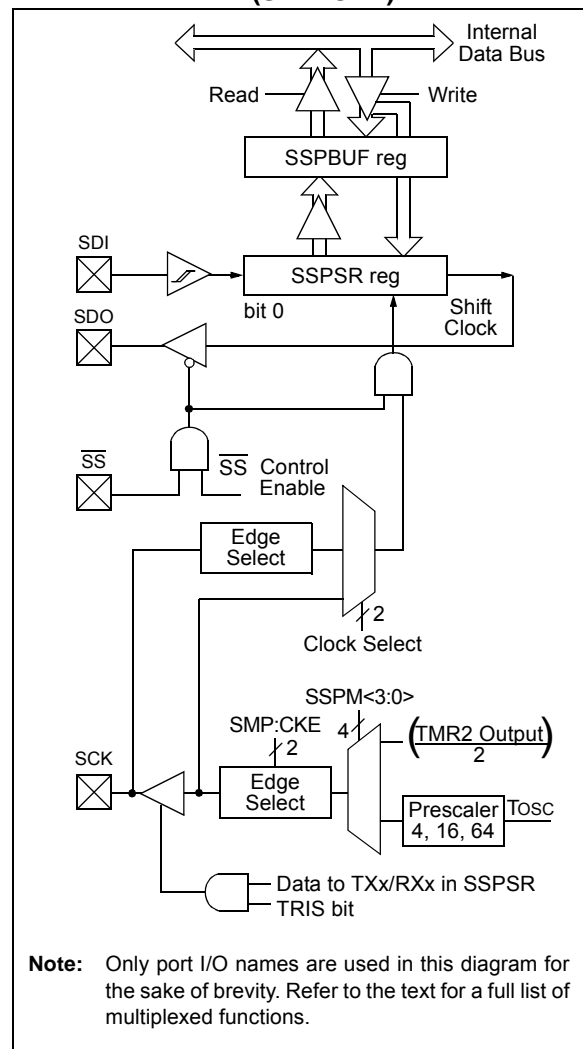 Internal
Data Bus
Read
Write
SSPBUF reg
SDI
SSPSR reg
bit 0
Shift
Clock
SDO
SS
SS Control
Enable
Edge
Select
2
Clock Select
SSPM<3:0>
SMP:CKE
4
(TMR2 Output)
2
2
SCK
Edge
Select
Prescaler
4, 16, 64
TOSC
Data to TXx/RXx in SSPSR
TRIS bit
Note: Only port I/O names are used in this diagram for
the sake of brevity. Refer to the text for a full list of
multiplexed functions.